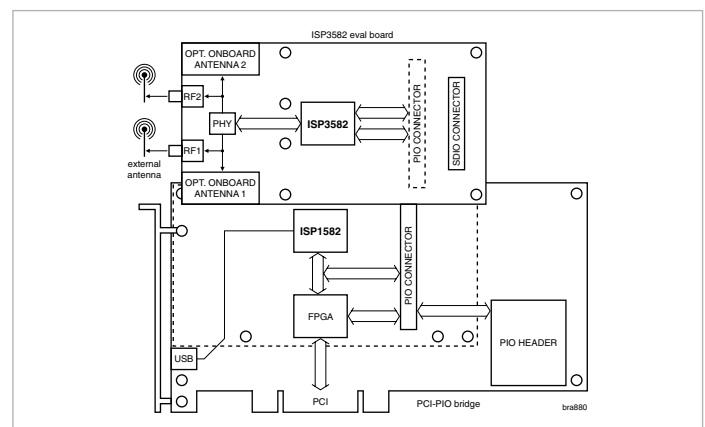 ISP3582 eval board
OPT. ONBOARD
ANTENNA 2
RF2
PHY
ISP3582
PIO CONNECTOR
SDIO CONNECTOR
RF1
external
antenna
OPT. ONBOARD
ANTENNA 1
ISP1582
PIO CONNECTOR
FPGA
PIO HEADER
USB
PCI
PCI-PIO bridge
bra880